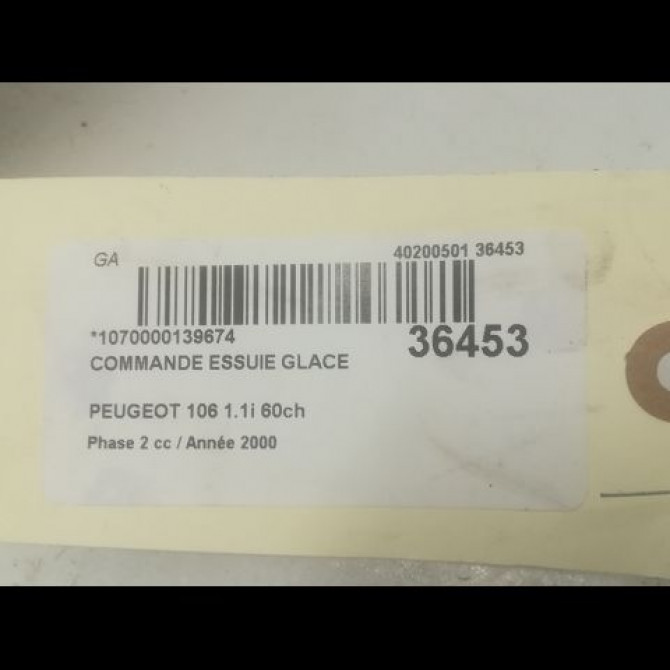 GA
40200501 36453
*1070000139674
36453
COMMANDE ESSUIE GLACE
PEUGEOT 106 1.1i 60ch
Phase 2 cc / Année 2000